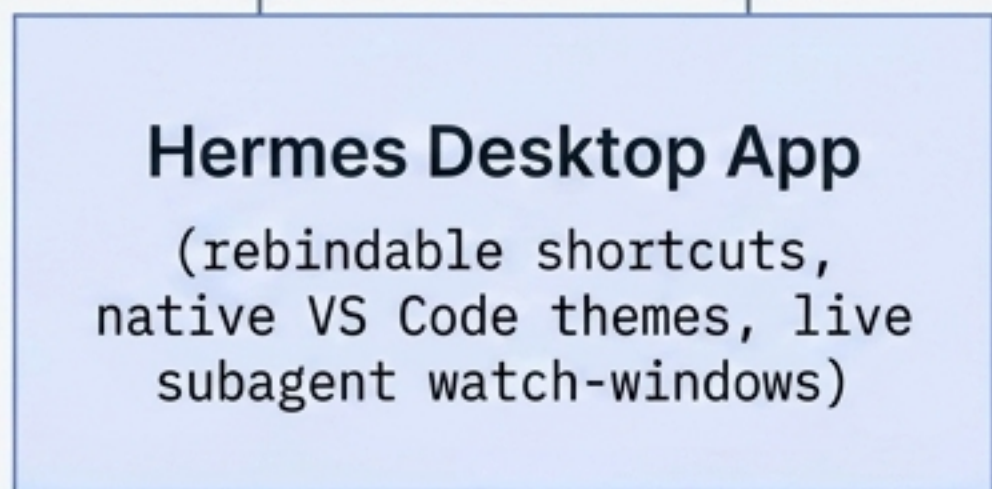 Hermes Desktop App
(rebindable shortcuts,
native VS Code themes, live
subagent watch-windows)